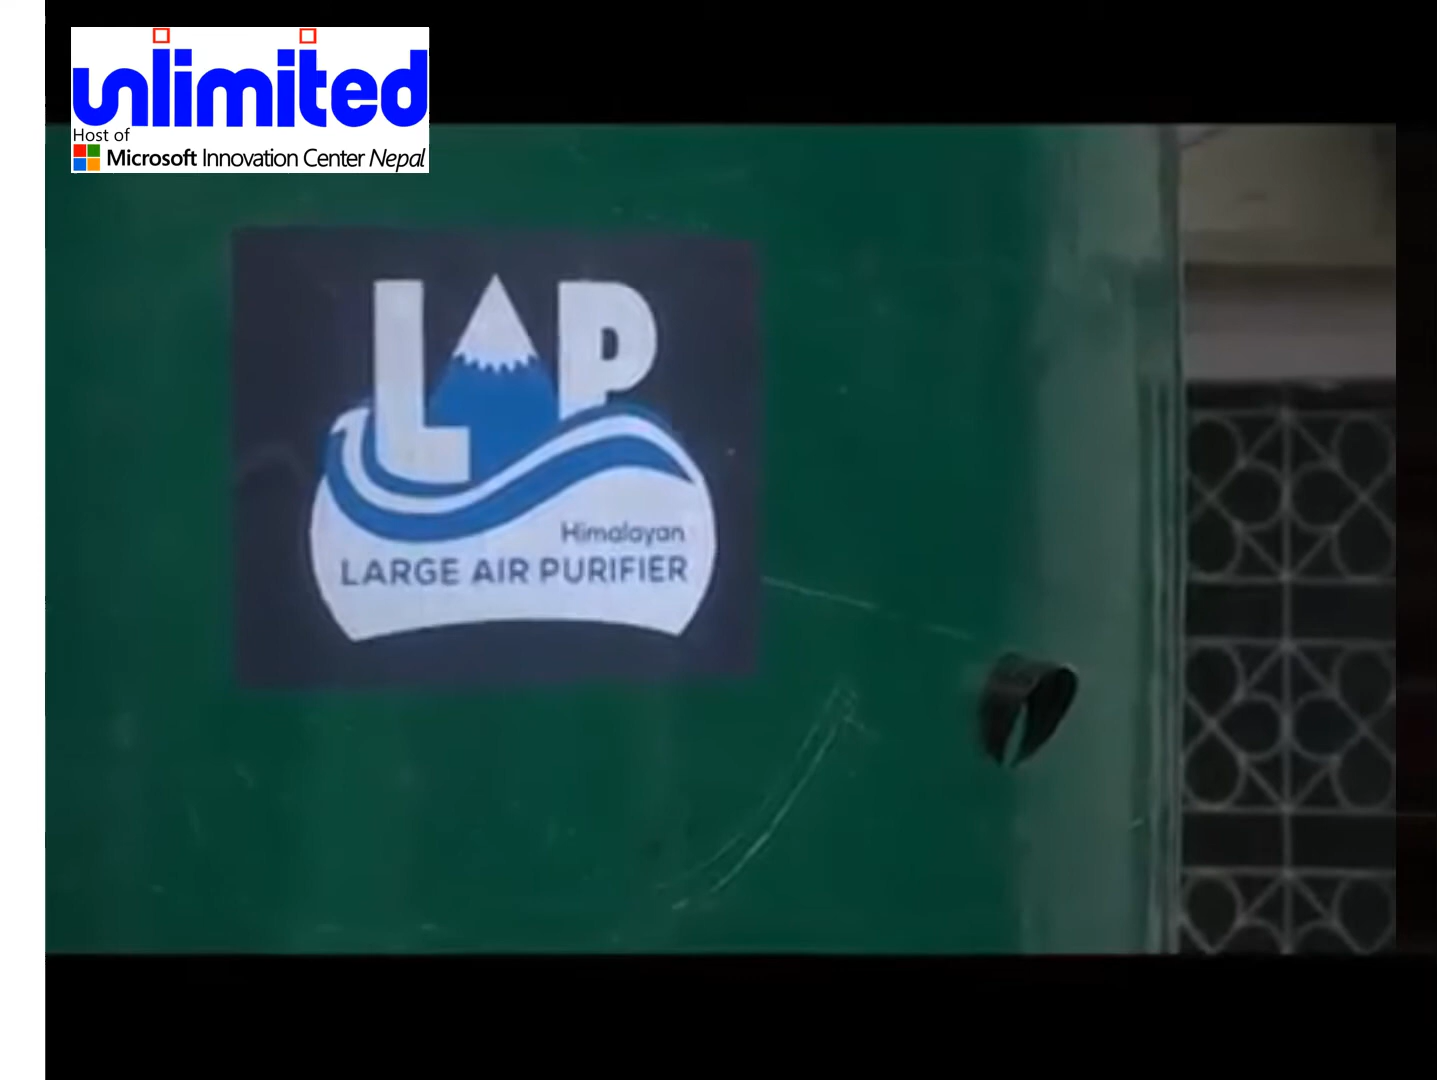 unlimited
Host of
Microsoft Innovation Center Nepal
LAP
Himalayan
LARGE AIR PURIFIER